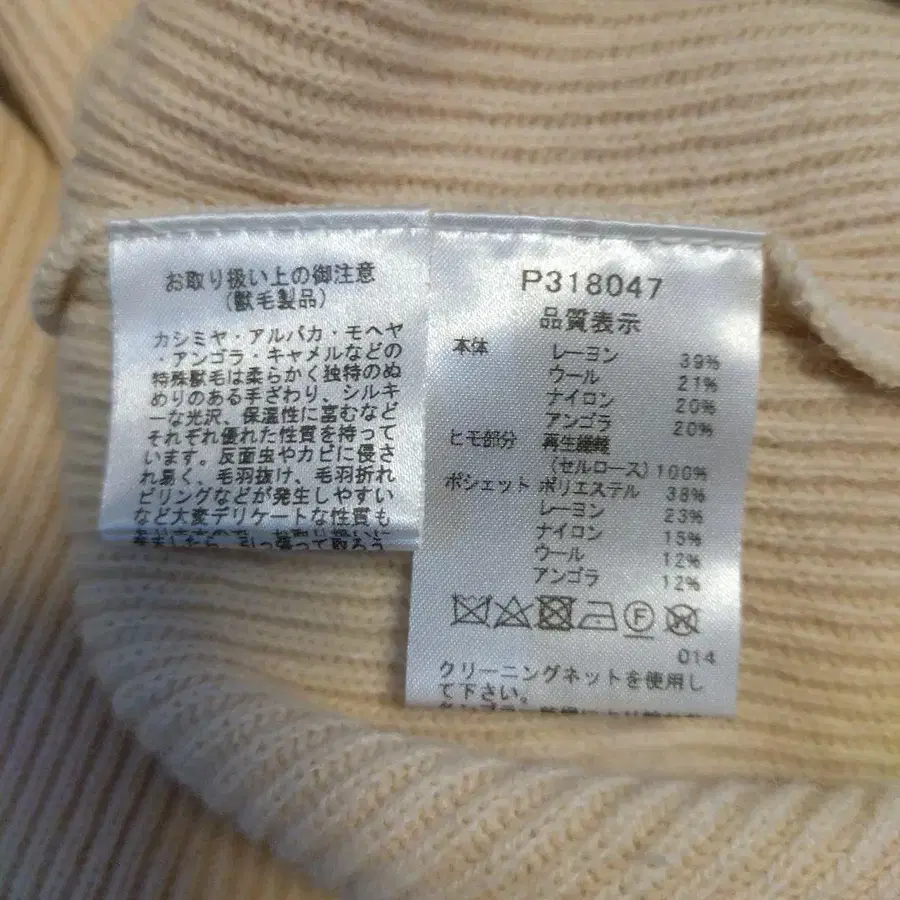 お取り扱い上の御注意
(獣毛製品)
カシミヤ・アルパカ・モヘヤ
・アンゴラ・キャメルなどの
特殊獣毛は柔らかく独特のぬ
めりのある手ざわり、シルキ
ーな光沢、保温性に富むなど
それぞれ優れた性質を持って
います。反面虫やカビに侵さ
れ易く、毛羽抜け、毛羽折れ
ピリングなどが発生しやすい
など大変デリケートな性質も
P318047
品質表示
本体 レーヨン 39%
ウール 21%
ナイロン 20%
アンゴラ 20%
ヒモ部分 再生繊維
(セルロース) 100%
ポシェット ポリエステル 38%
レーヨン 23%
ナイロン 15%
ウール 12%
アンゴラ 12%
F
014
クリーニングネットを使用し
て下さい。